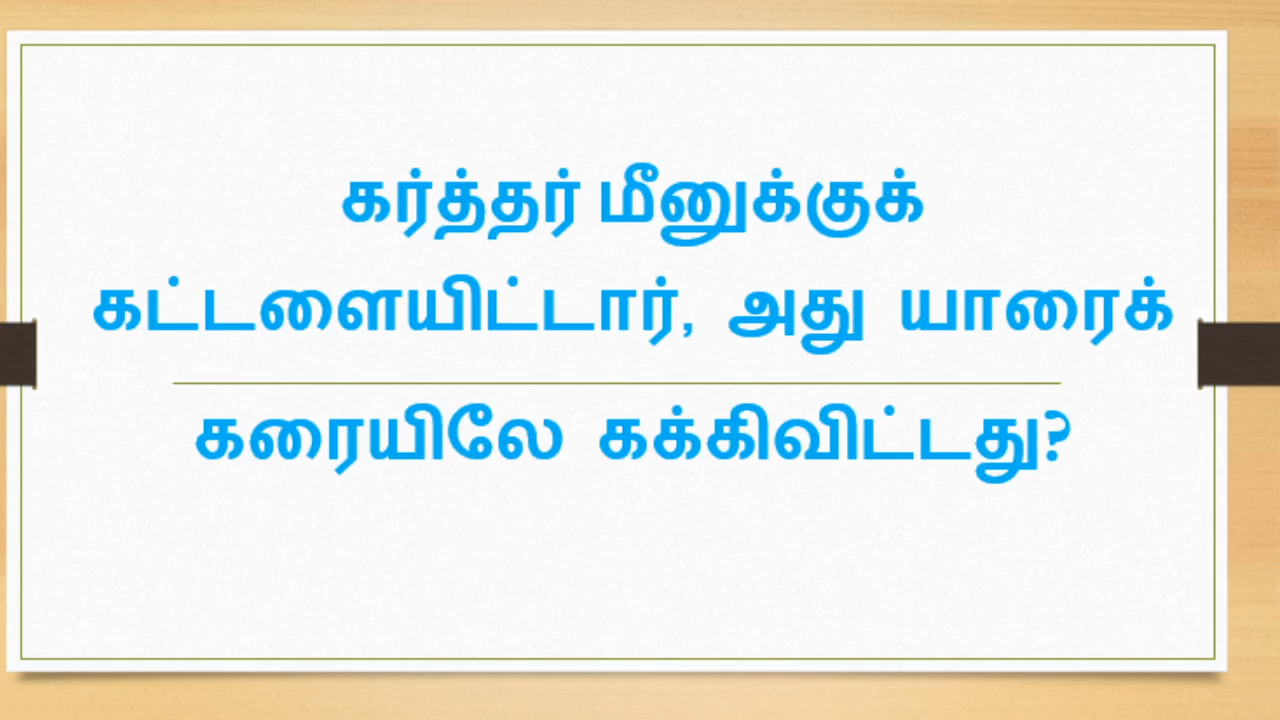 கர்த்தர் மீனுக்குக்
கட்டளையிட்டார், அது யாரைக்
கரையிலே கக்கிவிட்டது?